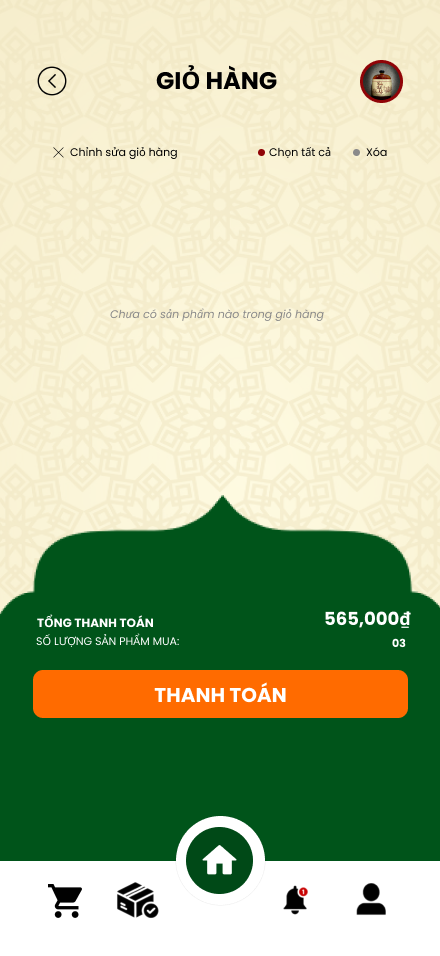 GIỎ HÀNG
Chỉnh sửa giỏ hàng
Chọn tất cả
Xóa
Chưa có sản phẩm nào trong giỏ hàng
TỔNG THANH TOÁN
565,000₫
SỐ LƯỢNG SẢN PHẨM MUA:
03
THANH TOÁN
1